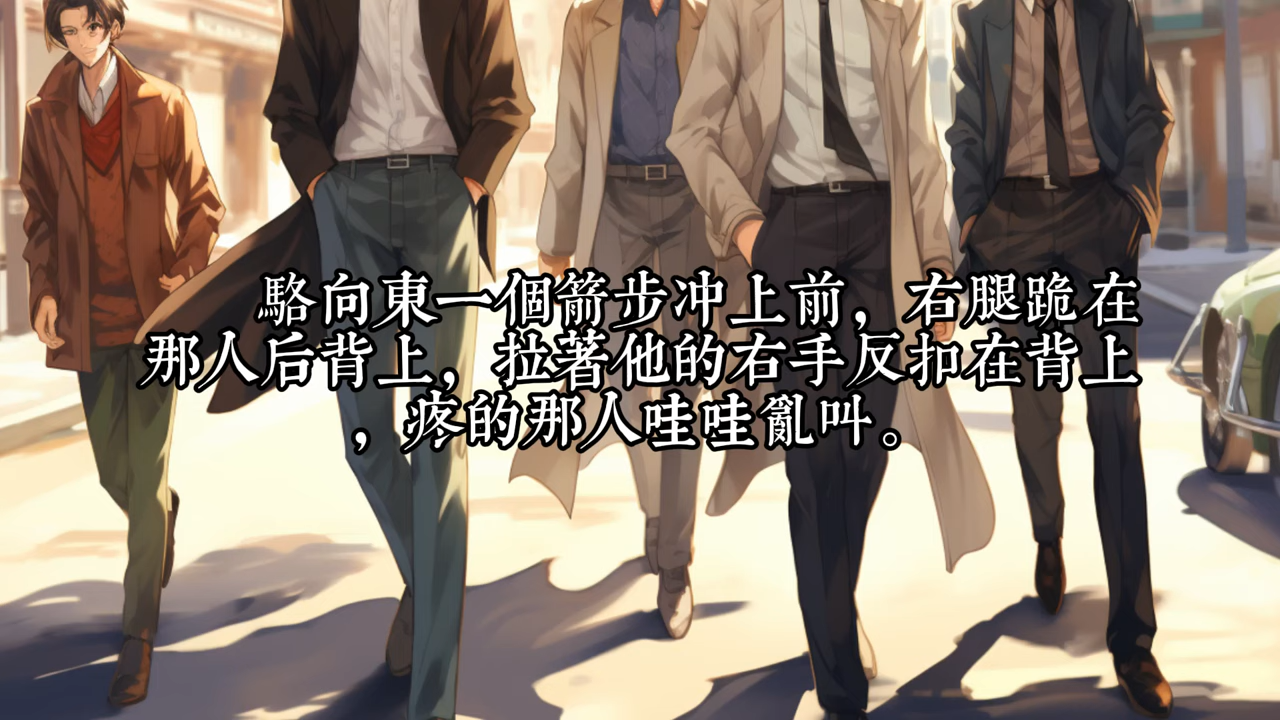 駱向東一個箭步冲上前，右腿跪在
那人后背上，拉著他的右手反扣在背上
，疼的那人哇哇亂叫。